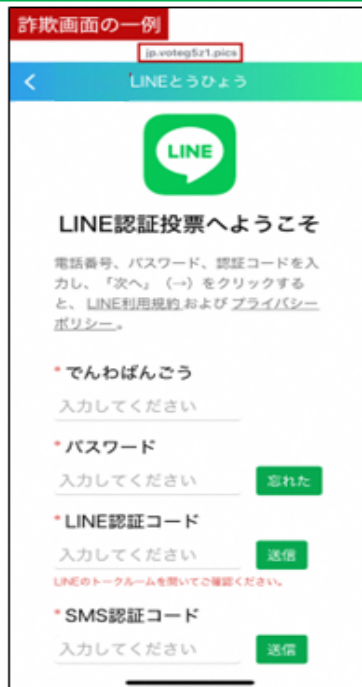 詐欺画面の一例
jp.voteg5z1.pics
LINEとうひょう
LINE
LINE認証投票へようこそ
電話番号、パスワード、認証コードを入
力し、「次へ」（→）をクリックする
と、LINE利用規約 および プライバシー
ポリシー 。
* でんわばんごう
入力してください
* パスワード
入力してください 忘れた
* LINE認証コード
入力してください 送信
LINEのトークルームを開いてご確認ください。
* SMS認証コード
入力してください 送信